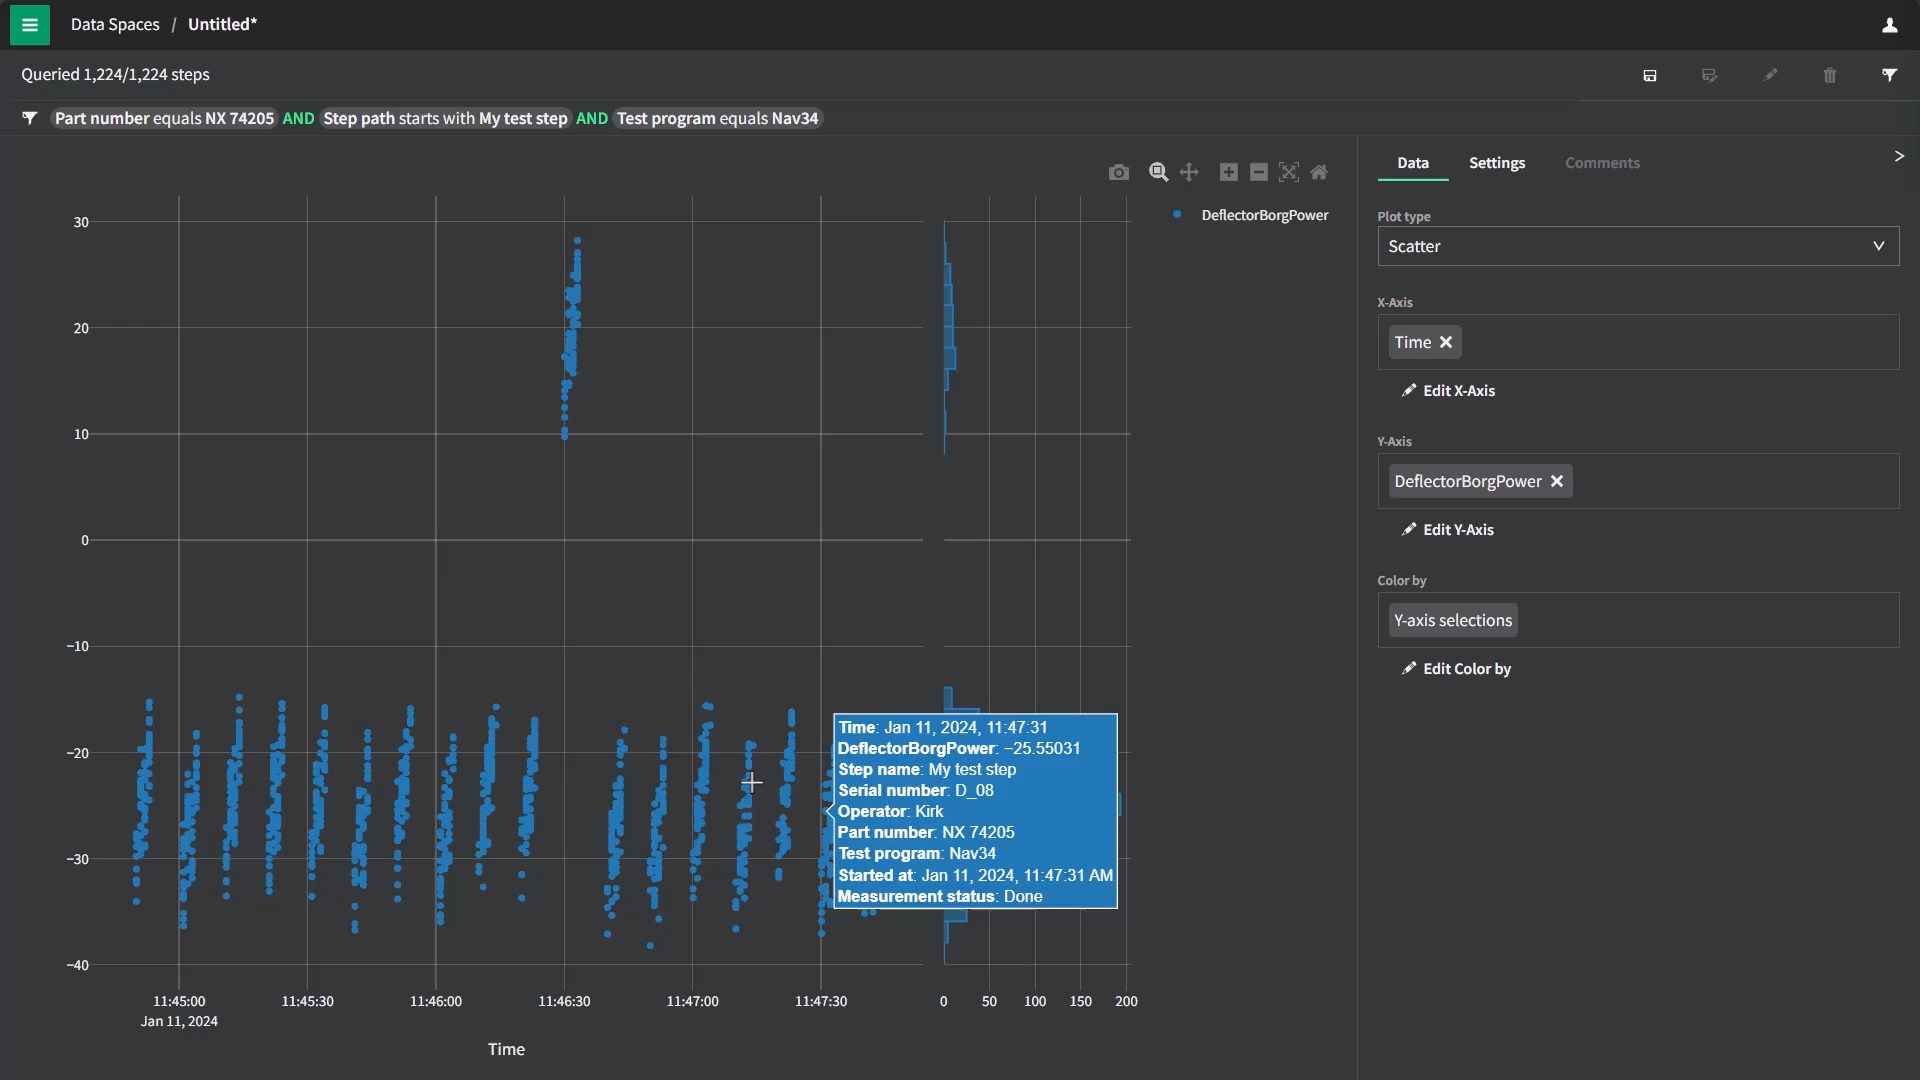 Data Spaces / Untitled*
Queried 1,224/1,224 steps
Part number equals NX 74205 AND Step path starts with My test step AND Test program equals Nav34
Data Settings Comments
DeflectorBorgPower
30
20
10
0
−10
−20
−30
−40
11:45:00 11:45:30 11:46:00 11:46:30 11:47:00 11:47:30
Jan 11, 2024
Time
0 50 100 150 200
Time: Jan 11, 2024, 11:47:31
DeflectorBorgPower: −25.55031
Step name: My test step
Serial number: D_08
Operator: Kirk
Part number: NX 74205
Test program: Nav34
Started at: Jan 11, 2024, 11:47:31 AM
Measurement status: Done
Plot type
Scatter
X-Axis
Time
Edit X-Axis
Y-Axis
DeflectorBorgPower
Edit Y-Axis
Color by
Y-axis selections
Edit Color by